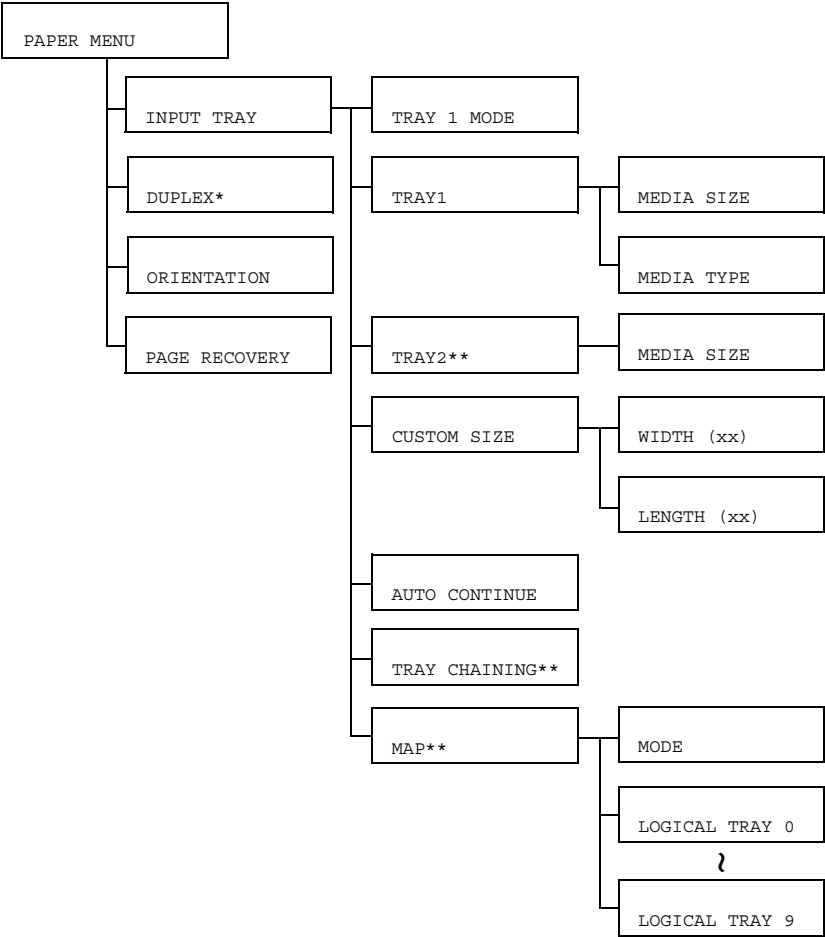 PAPER MENU
INPUT TRAY
TRAY 1 MODE
DUPLEX*
TRAY1
MEDIA SIZE
ORIENTATION
MEDIA TYPE
PAGE RECOVERY
TRAY2**
MEDIA SIZE
CUSTOM SIZE
WIDTH (xx)
LENGTH (xx)
AUTO CONTINUE
TRAY CHAINING**
MAP**
MODE
LOGICAL TRAY 0
~
LOGICAL TRAY 9